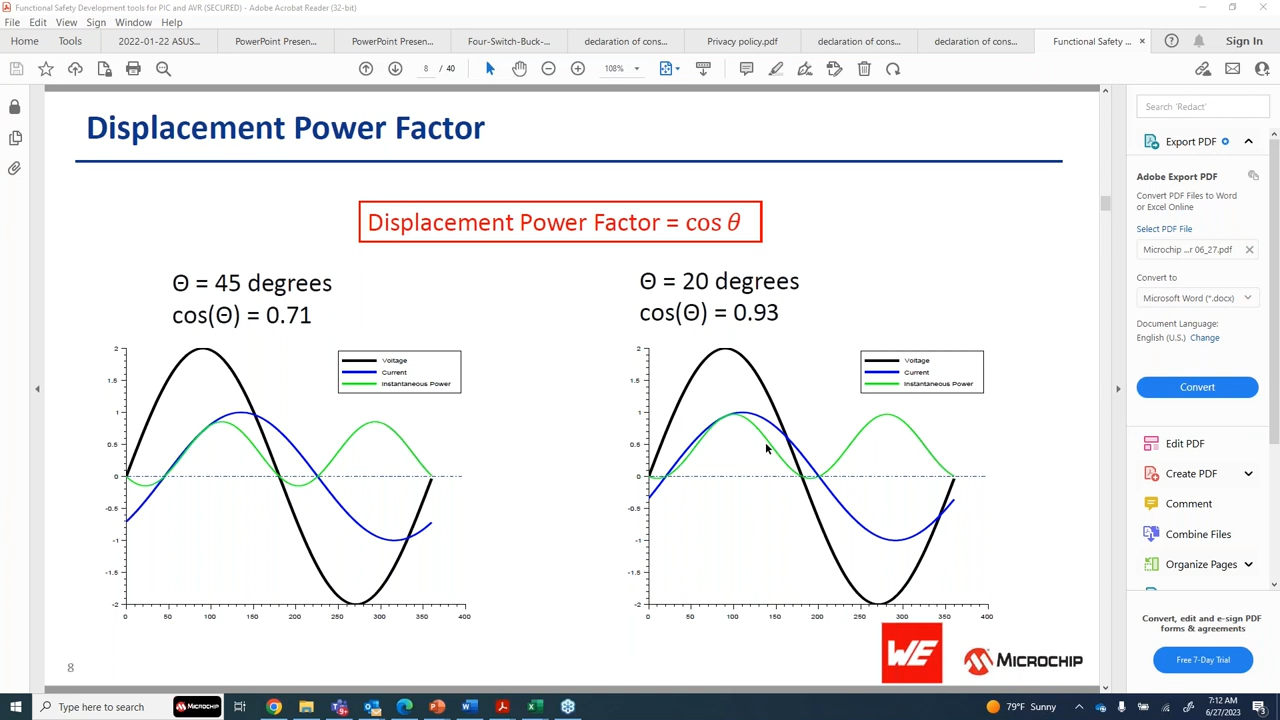 Functional Safety Development tools for PIC and AVR (SECURED) - Adobe Acrobat Reader (32-bit)
File Edit View Sign Window Help
Home Tools 2022-01-22 ASUS... PowerPoint Presen... PowerPoint Presen... Four-Switch-Buck-... declaration of cons... Privacy policy.pdf declaration of cons... declaration of cons... Functional Safety ... × Sign In
8 / 40 108%
Displacement Power Factor
Displacement Power Factor = cos θ
Θ = 45 degrees
cos(Θ) = 0.71
Θ = 20 degrees
cos(Θ) = 0.93
Voltage
Current
Instantaneous Power
2
1.5
1
0.5
0
-0.5
-1
-1.5
-2
0 50 100 150 200 250 300 350 400
Voltage
Current
Instantaneous Power
2
1.5
1
0.5
0
-0.5
-1
-1.5
-2
0 50 100 150 200 250 300 350 400
8
WE MICROCHIP
Search 'Redact'
Export PDF
Adobe Export PDF
Convert PDF Files to Word
or Excel Online
Select PDF File
Microchip ...r 06_27.pdf
Convert to
Microsoft Word (*.docx)
Document Language:
English (U.S.) Change
Convert
Edit PDF
Create PDF
Comment
Combine Files
Organize Pages
Convert, edit and e-sign PDF
forms & agreements
Free 7-Day Trial
Type here to search
MICROCHIP
79°F Sunny
7:12 AM
6/27/2023